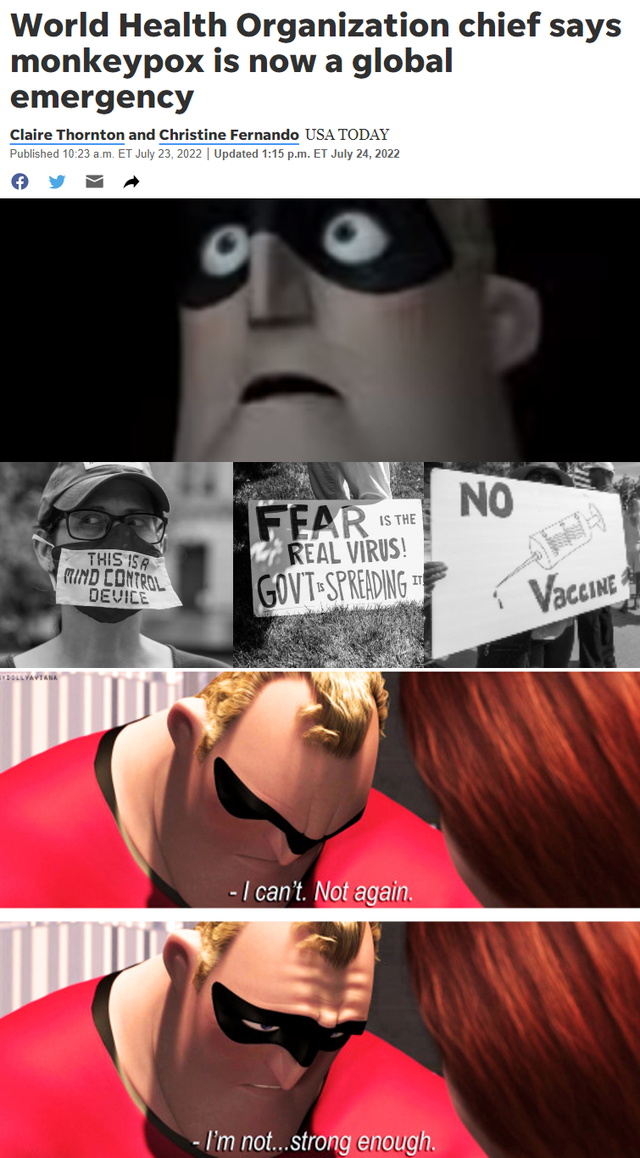 World Health Organization chief says
monkeypox is now a global
emergency
Claire Thornton and Christine Fernando USA TODAY
Published 10:23 a.m. ET July 23, 2022 | Updated 1:15 p.m. ET July 24, 2022
THIS IS A
MIND CONTROL
DEVICE
FEAR IS THE
REAL VIRUS!
GOV'T IS SPREADING IT
NO
VACCINE
- I can't. Not again.
- I'm not...strong enough.